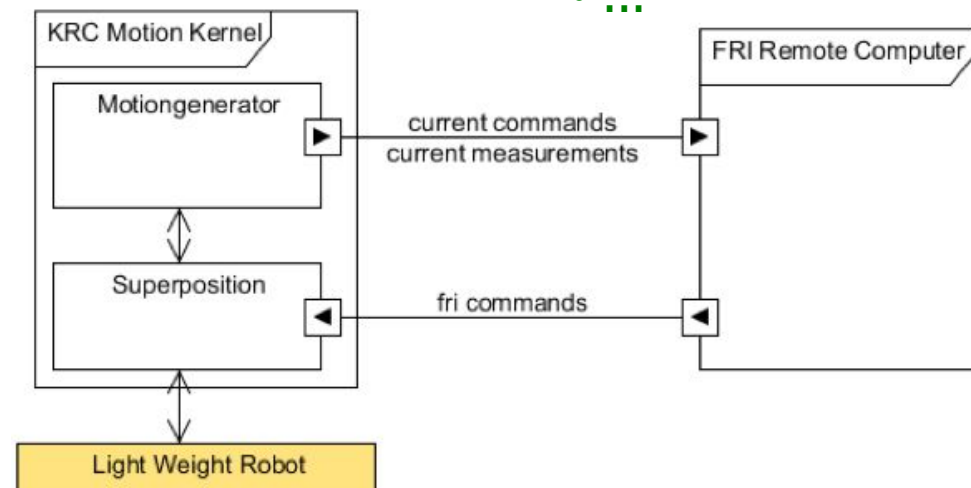 ...
KRC Motion Kernel
FRI Remote Computer
Motiongenerator
current commands
current measurements
Superposition
fri commands
Light Weight Robot